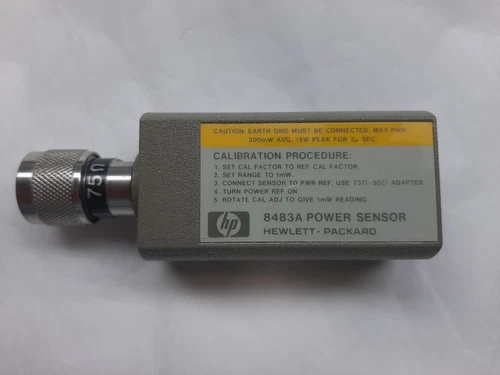 CAUTION: EARTH GND MUST BE CONNECTED. MAX PWR
300mW AVG, 15W PEAK FOR 2µ SEC.
CALIBRATION PROCEDURE:
1. SET CAL FACTOR TO REF CAL FACTOR.
2. SET RANGE TO 1mW.
3. CONNECT SENSOR TO PWR REF. USE 75Ω-50Ω ADAPTER
4. TURN POWER REF ON.
5. ROTATE CAL ADJ TO GIVE 1mW READING.
75Ω
hp
8483A POWER SENSOR
HEWLETT·PACKARD